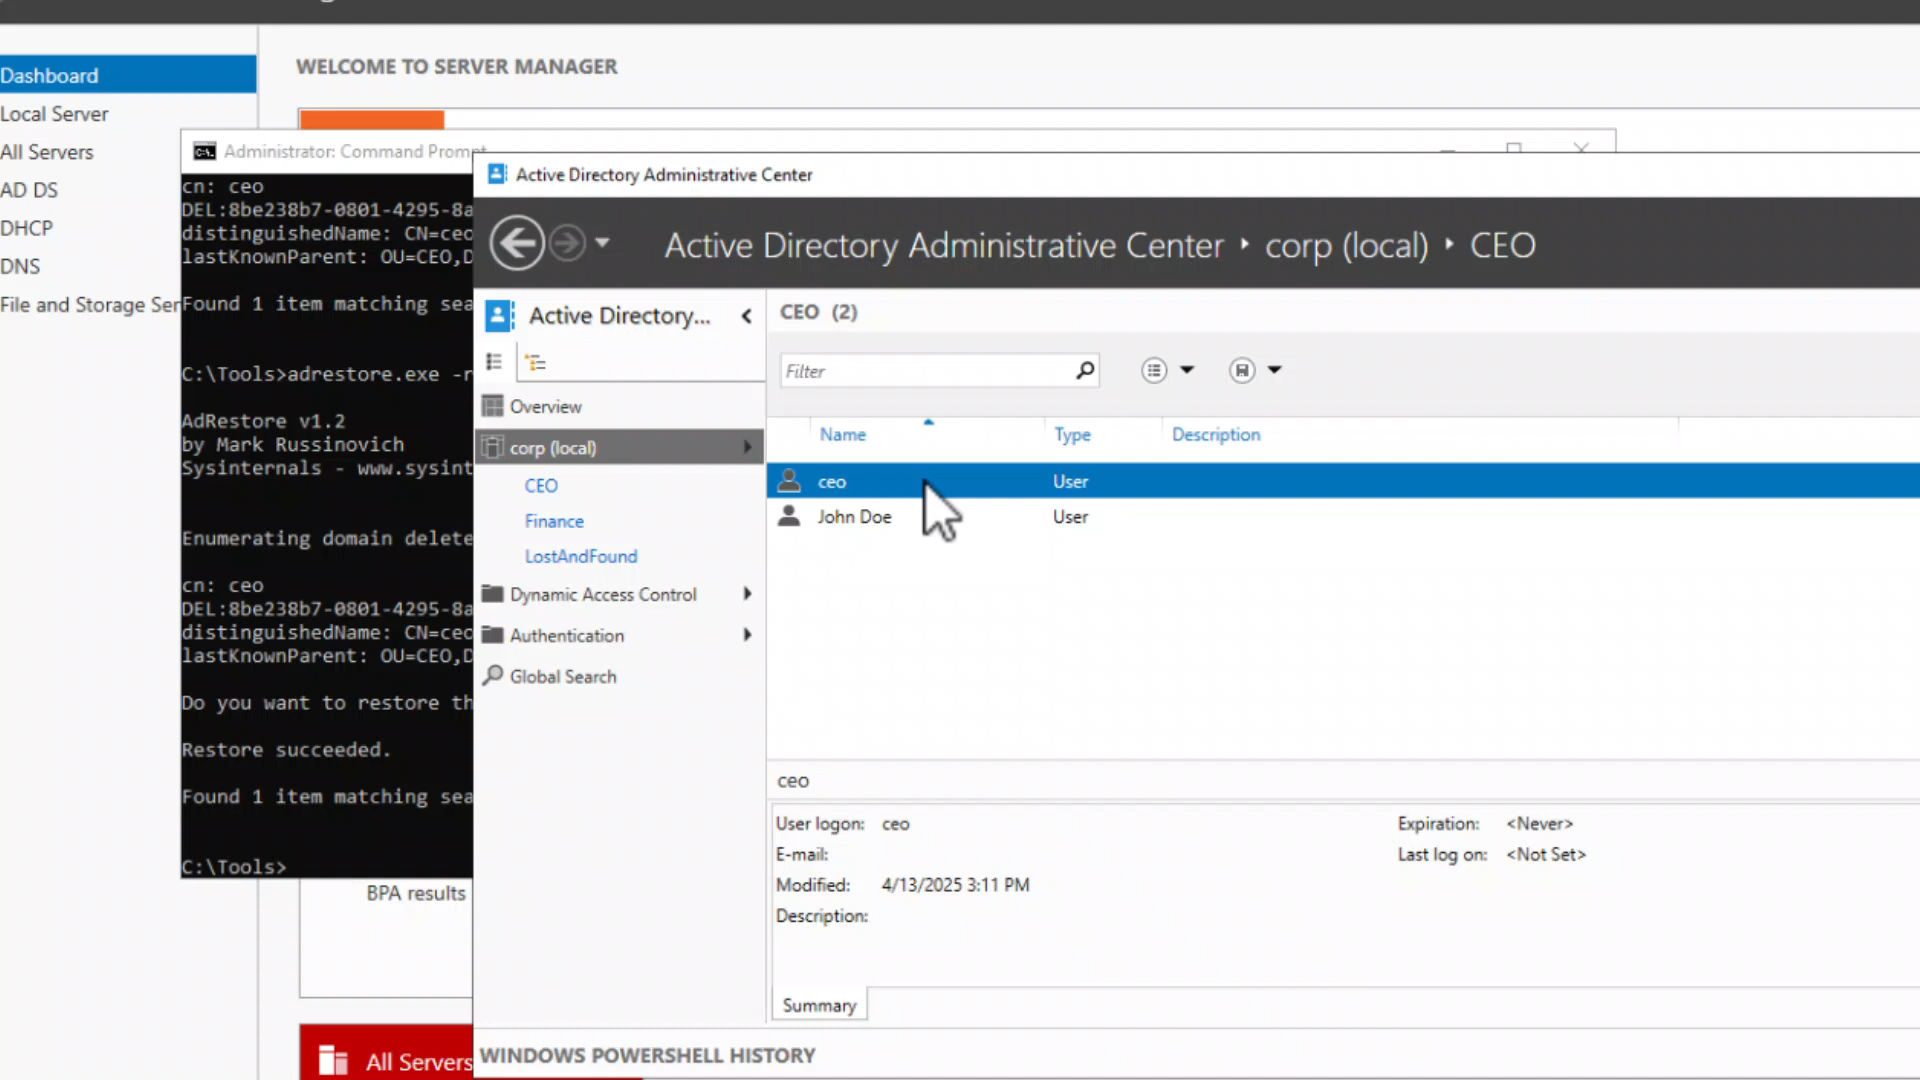 WELCOME TO SERVER MANAGER
Dashboard
Local Server
All Servers
AD DS
DHCP
DNS
File and Storage Ser
Administrator: Command Prompt
cn: ceo
DEL:8be238b7-0801-4295-8a
distinguishedName: CN=ceo
lastKnownParent: OU=CEO,D
Found 1 item matching sea
C:\Tools>adrestore.exe -r
AdRestore v1.2
by Mark Russinovich
Sysinternals - www.sysint
Enumerating domain delete
cn: ceo
DEL:8be238b7-0801-4295-8a
distinguishedName: CN=ceo
lastKnownParent: OU=CEO,D
Do you want to restore th
Restore succeeded.
Found 1 item matching sea
C:\Tools>
BPA results
All Servers
Active Directory Administrative Center
Active Directory Administrative Center • corp (local) • CEO
Active Directory...
Overview
corp (local)
CEO
Finance
LostAndFound
Dynamic Access Control
Authentication
Global Search
CEO (2)
Filter
Name Type Description
ceo User
John Doe User
ceo
User logon: ceo
E-mail:
Modified: 4/13/2025 3:11 PM
Description:
Expiration: <Never>
Last log on: <Not Set>
Summary
WINDOWS POWERSHELL HISTORY